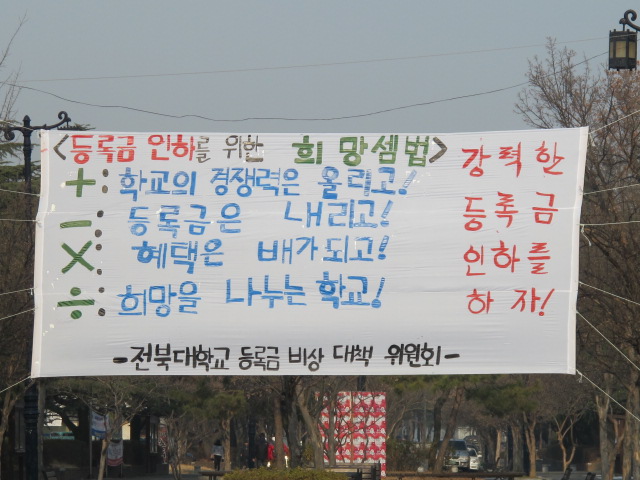 <등록금 인하를 위한 희망셈법>
+: 학교의 경쟁력은 올리고!
-: 등록금은 내리고!
×: 혜택은 배가되고!
÷: 희망을 나누는 학교!
강력한
등록금
인하를
하자!
-전북대학교 등록금 비상 대책 위원회-